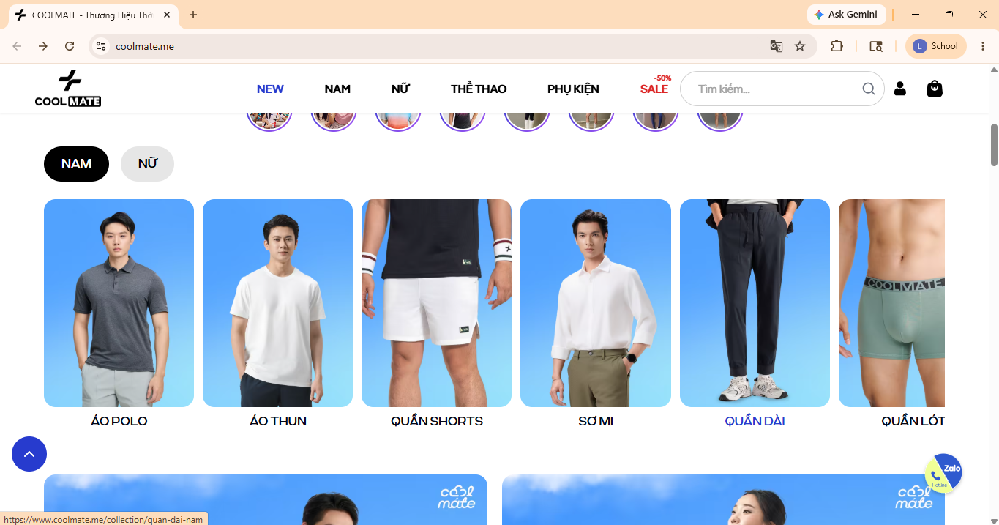 COOLMATE - Thương Hiệu Thờ
Ask Gemini
coolmate.me
L School
COOLMATE
NEW NAM NỮ THỂ THAO PHỤ KIỆN SALE -50% Tìm kiếm...
NAM NỮ
COOLMATE
ÁO POLO ÁO THUN QUẦN SHORTS SƠ MI QUẦN DÀI QUẦN LÓT
Zalo
Hotline
cool mate cool mate
https://www.coolmate.me/collection/quan-dai-nam